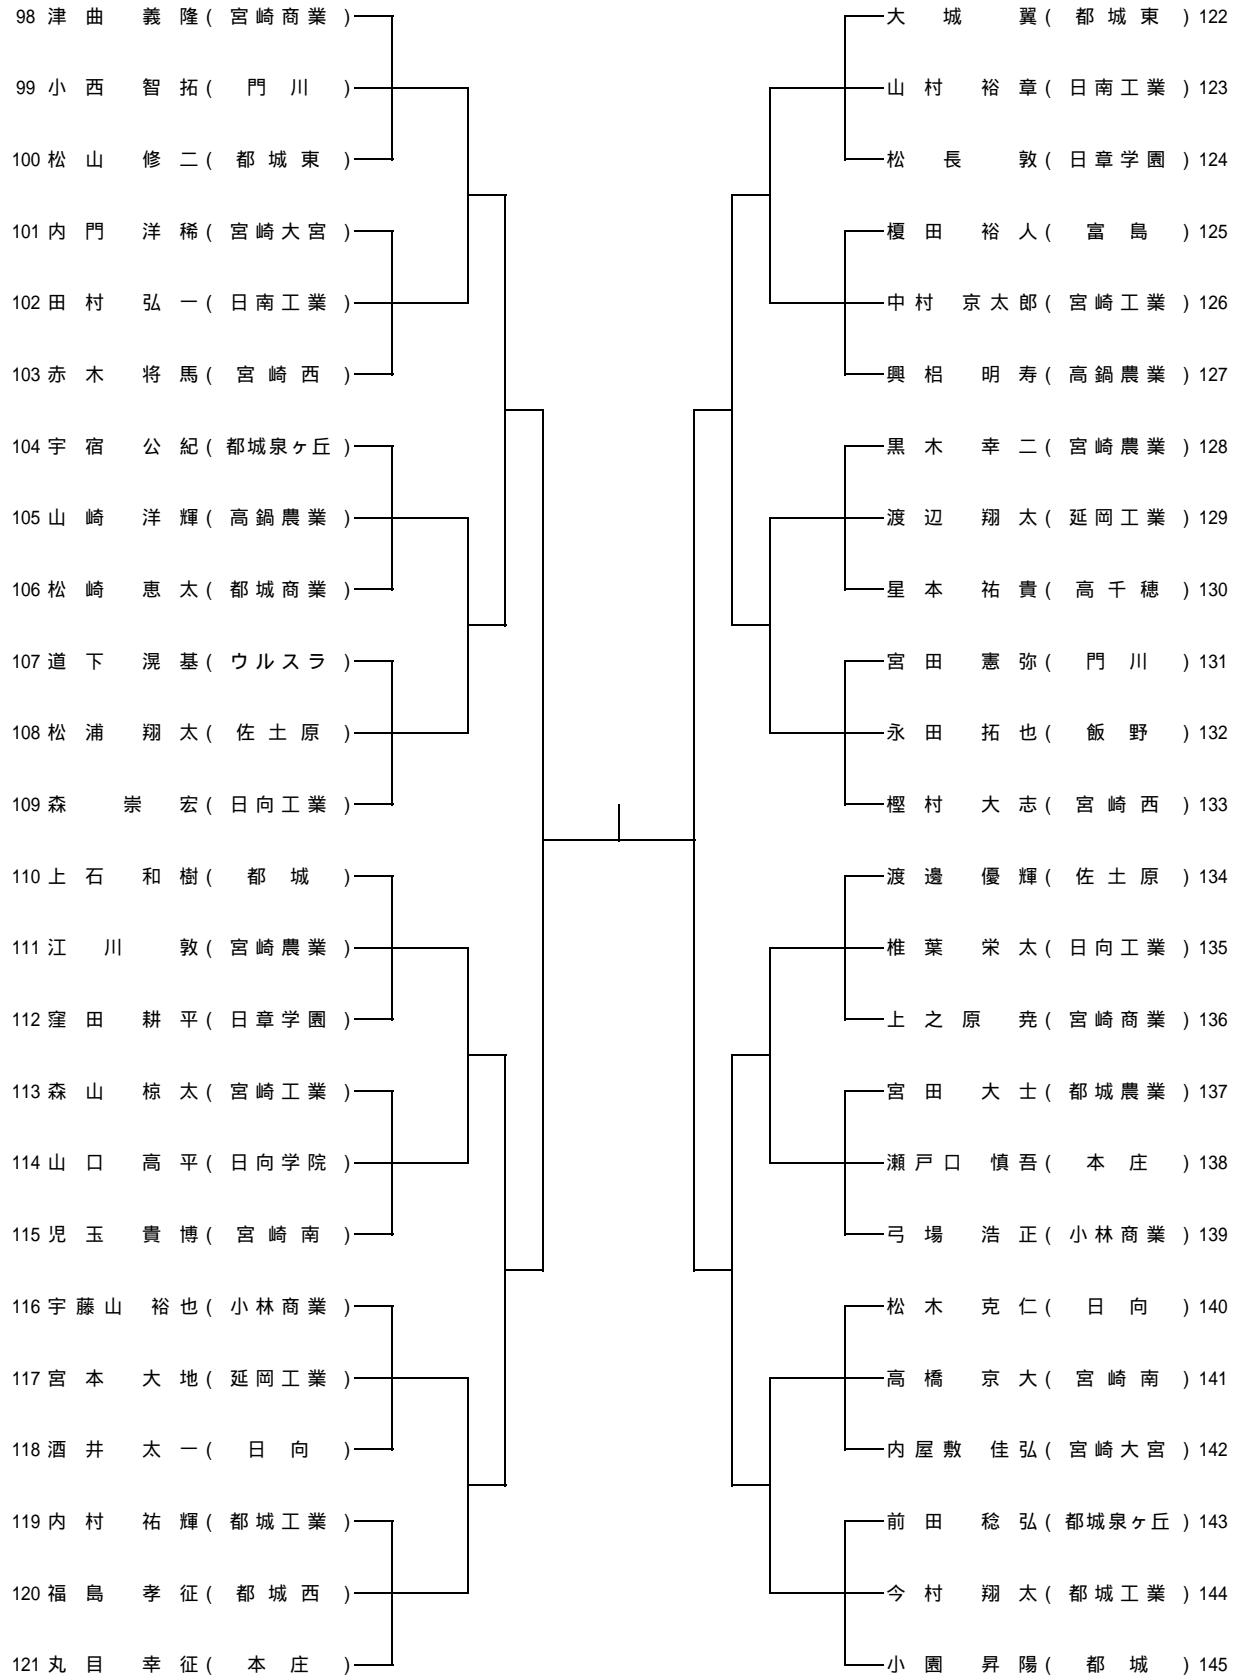 98 津曲 義隆 ( 宮崎商業 )
99 小西 智拓 ( 門川 )
100 松山 修二 ( 都城東 )
101 内門 洋稀 ( 宮崎大宮 )
102 田村 弘一 ( 日南工業 )
103 赤木 将馬 ( 宮崎西 )
104 宇宿 公紀 ( 都城泉ヶ丘 )
105 山崎 洋輝 ( 高鍋農業 )
106 松崎 恵太 ( 都城商業 )
107 道下 滉基 ( ウルスラ )
108 松浦 翔太 ( 佐土原 )
109 森 崇宏 ( 日向工業 )
110 上石 和樹 ( 都城 )
111 江川 敦 ( 宮崎農業 )
112 窪田 耕平 ( 日章学園 )
113 森山 椋太 ( 宮崎工業 )
114 山口 高平 ( 日向学院 )
115 児玉 貴博 ( 宮崎南 )
116 宇藤山 裕也 ( 小林商業 )
117 宮本 大地 ( 延岡工業 )
118 酒井 太一 ( 日向 )
119 内村 祐輝 ( 都城工業 )
120 福島 孝征 ( 都城西 )
121 丸目 幸征 ( 本庄 )
大城 翼 ( 都城東 ) 122
山村 裕章 ( 日南工業 ) 123
松長 敦 ( 日章学園 ) 124
榎田 裕人 ( 富島 ) 125
中村 京太郎 ( 宮崎工業 ) 126
興梠 明寿 ( 高鍋農業 ) 127
黒木 幸二 ( 宮崎農業 ) 128
渡辺 翔太 ( 延岡工業 ) 129
星本 祐貴 ( 高千穂 ) 130
宮田 憲弥 ( 門川 ) 131
永田 拓也 ( 飯野 ) 132
樫村 大志 ( 宮崎西 ) 133
渡邊 優輝 ( 佐土原 ) 134
椎葉 栄太 ( 日向工業 ) 135
上之原 尭 ( 宮崎商業 ) 136
宮田 大士 ( 都城農業 ) 137
瀬戸口 慎吾 ( 本庄 ) 138
弓場 浩正 ( 小林商業 ) 139
松木 克仁 ( 日向 ) 140
高橋 京大 ( 宮崎南 ) 141
内屋敷 佳弘 ( 宮崎大宮 ) 142
前田 稔弘 ( 都城泉ヶ丘 ) 143
今村 翔太 ( 都城工業 ) 144
小園 昇陽 ( 都城 ) 145